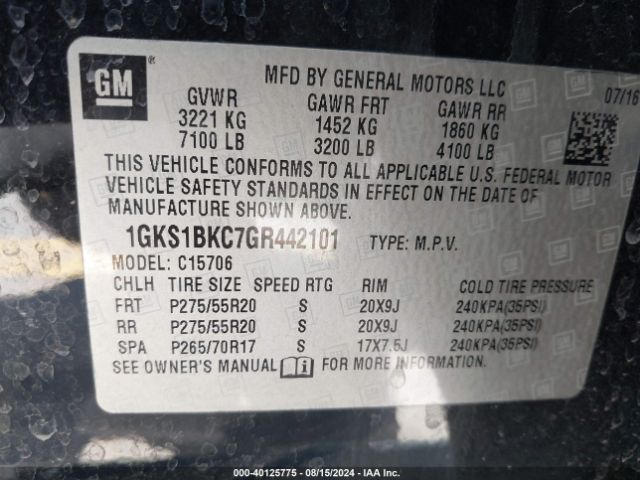 GM
MFD BY GENERAL MOTORS LLC
07/16
GVWR GAWR FRT GAWR RR
3221 KG 1452 KG 1860 KG
7100 LB 3200 LB 4100 LB
THIS VEHICLE CONFORMS TO ALL APPLICABLE U.S. FEDERAL MOTOR
VEHICLE SAFETY STANDARDS IN EFFECT ON THE DATE OF
MANUFACTURE SHOWN ABOVE.
1GKS1BKC7GR442101 TYPE: M.P.V.
MODEL: C15706
CHLH TIRE SIZE SPEED RTG RIM COLD TIRE PRESSURE
FRT P275/55R20 S 20X9J 240KPA(35PSI)
RR P275/55R20 S 20X9J 240KPA(35PSI)
SPA P265/70R17 S 17X7.5J 240KPA(35PSI)
SEE OWNER'S MANUAL FOR MORE INFORMATION.
000-40125775 - 08/15/2024 - IAA Inc.